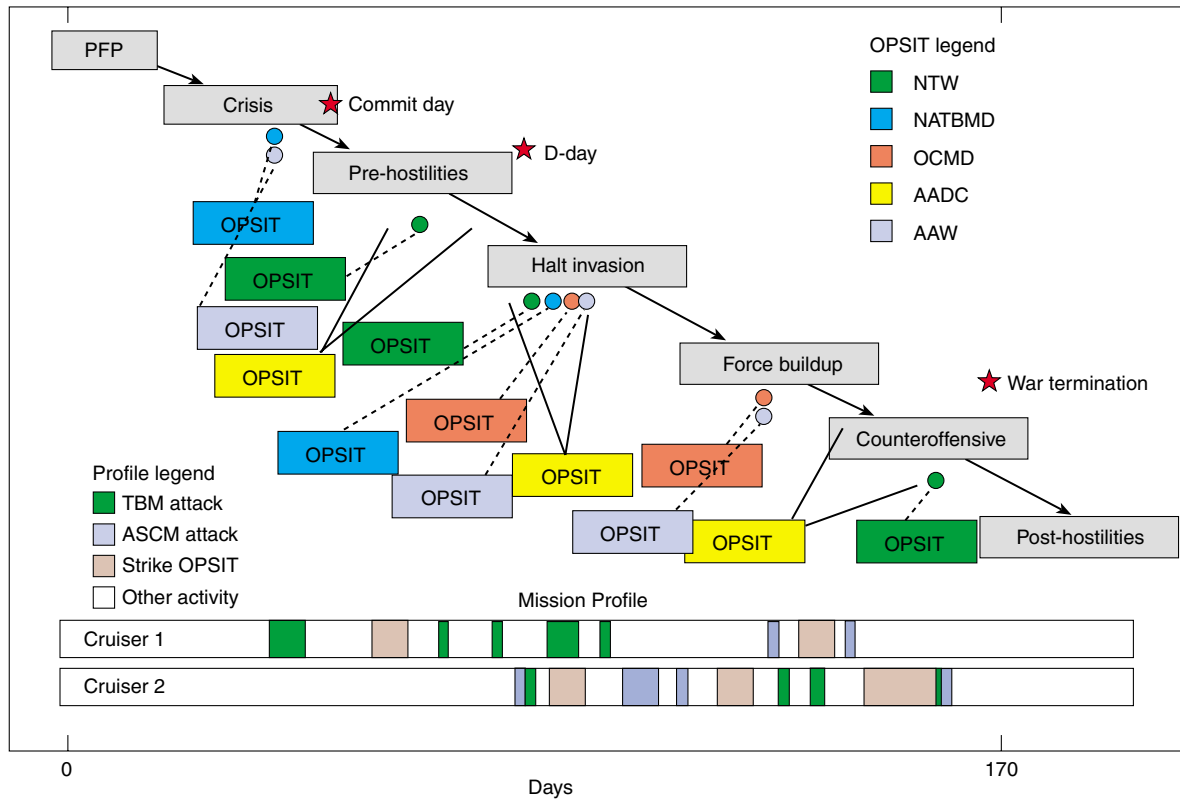 PFP
Crisis
Commit day
Pre-hostilities
D-day
Halt invasion
Force buildup
War termination
Counteroffensive
Post-hostilities
OPSIT legend
NTW
NATBMD
OCMD
AADC
AAW
OPSIT
OPSIT
OPSIT
OPSIT
OPSIT
OPSIT
OPSIT
OPSIT
OPSIT
OPSIT
OPSIT
OPSIT
OPSIT
Profile legend
TBM attack
ASCM attack
Strike OPSIT
Other activity
Mission Profile
Cruiser 1
Cruiser 2
0
170
Days